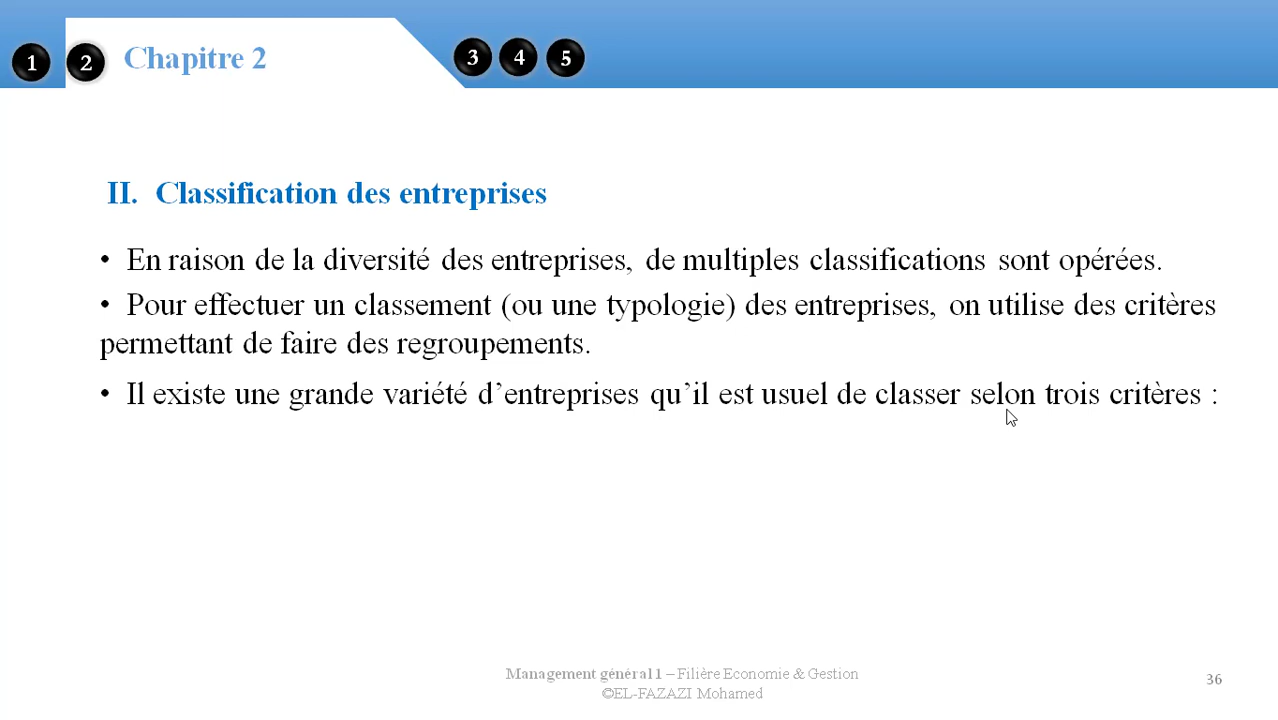 1 2 Chapitre 2 3 4 5
II. Classification des entreprises
• En raison de la diversité des entreprises, de multiples classifications sont opérées.
• Pour effectuer un classement (ou une typologie) des entreprises, on utilise des critères
permettant de faire des regroupements.
• Il existe une grande variété d’entreprises qu’il est usuel de classer selon trois critères :
Management général 1 – Filière Economie & Gestion
©EL-FAZAZI Mohamed
36